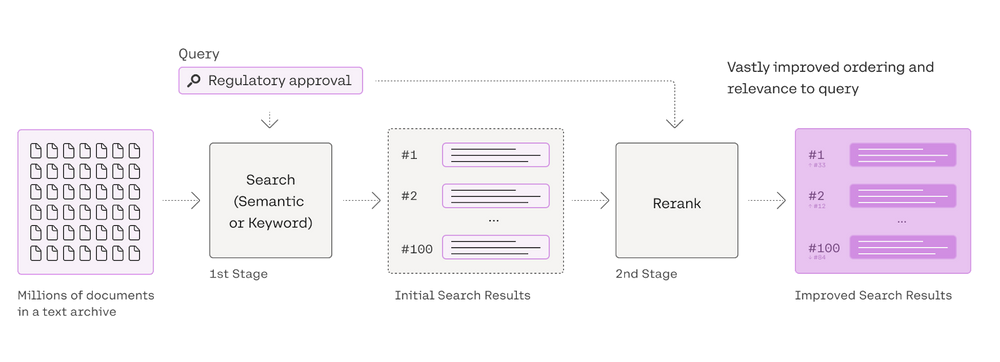 Query
Regulatory approval
Vastly improved ordering and
relevance to query
Search
(Semantic
or Keyword)
1st Stage
#1
#2
...
#100
Rerank
2nd Stage
#1
#2
#12
...
#100
Millions of documents
in a text archive
Initial Search Results
Improved Search Results